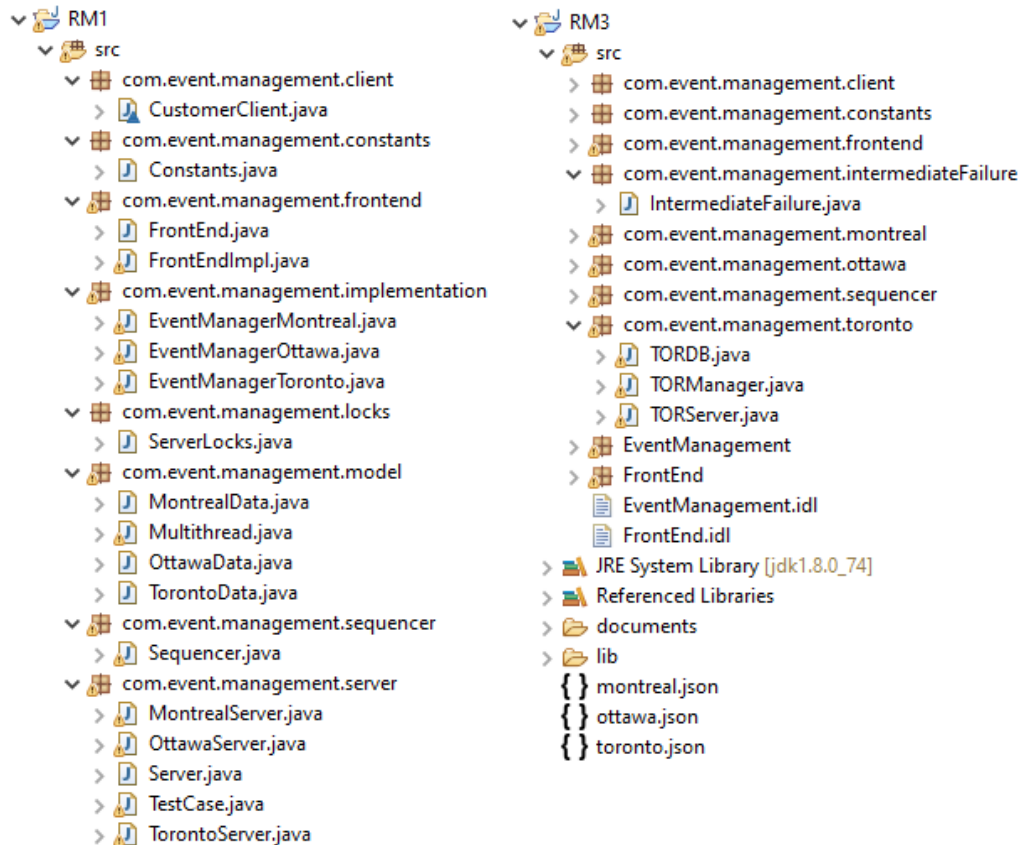 RM1
src
com.event.management.client
CustomerClient.java
com.event.management.constants
Constants.java
com.event.management.frontend
FrontEnd.java
FrontEndImpl.java
com.event.management.implementation
EventManagerMontreal.java
EventManagerOttawa.java
EventManagerToronto.java
com.event.management.locks
ServerLocks.java
com.event.management.model
MontrealData.java
Multithread.java
OttawaData.java
TorontoData.java
com.event.management.sequencer
Sequencer.java
com.event.management.server
MontrealServer.java
OttawaServer.java
Server.java
TestCase.java
TorontoServer.java
RM3
src
com.event.management.client
com.event.management.constants
com.event.management.frontend
com.event.management.intermediateFailure
IntermediateFailure.java
com.event.management.montreal
com.event.management.ottawa
com.event.management.sequencer
com.event.management.toronto
TORDB.java
TORManager.java
TORServer.java
EventManagement
FrontEnd
EventManagement.idl
FrontEnd.idl
JRE System Library [jdk1.8.0_74]
Referenced Libraries
documents
lib
montreal.json
ottawa.json
toronto.json